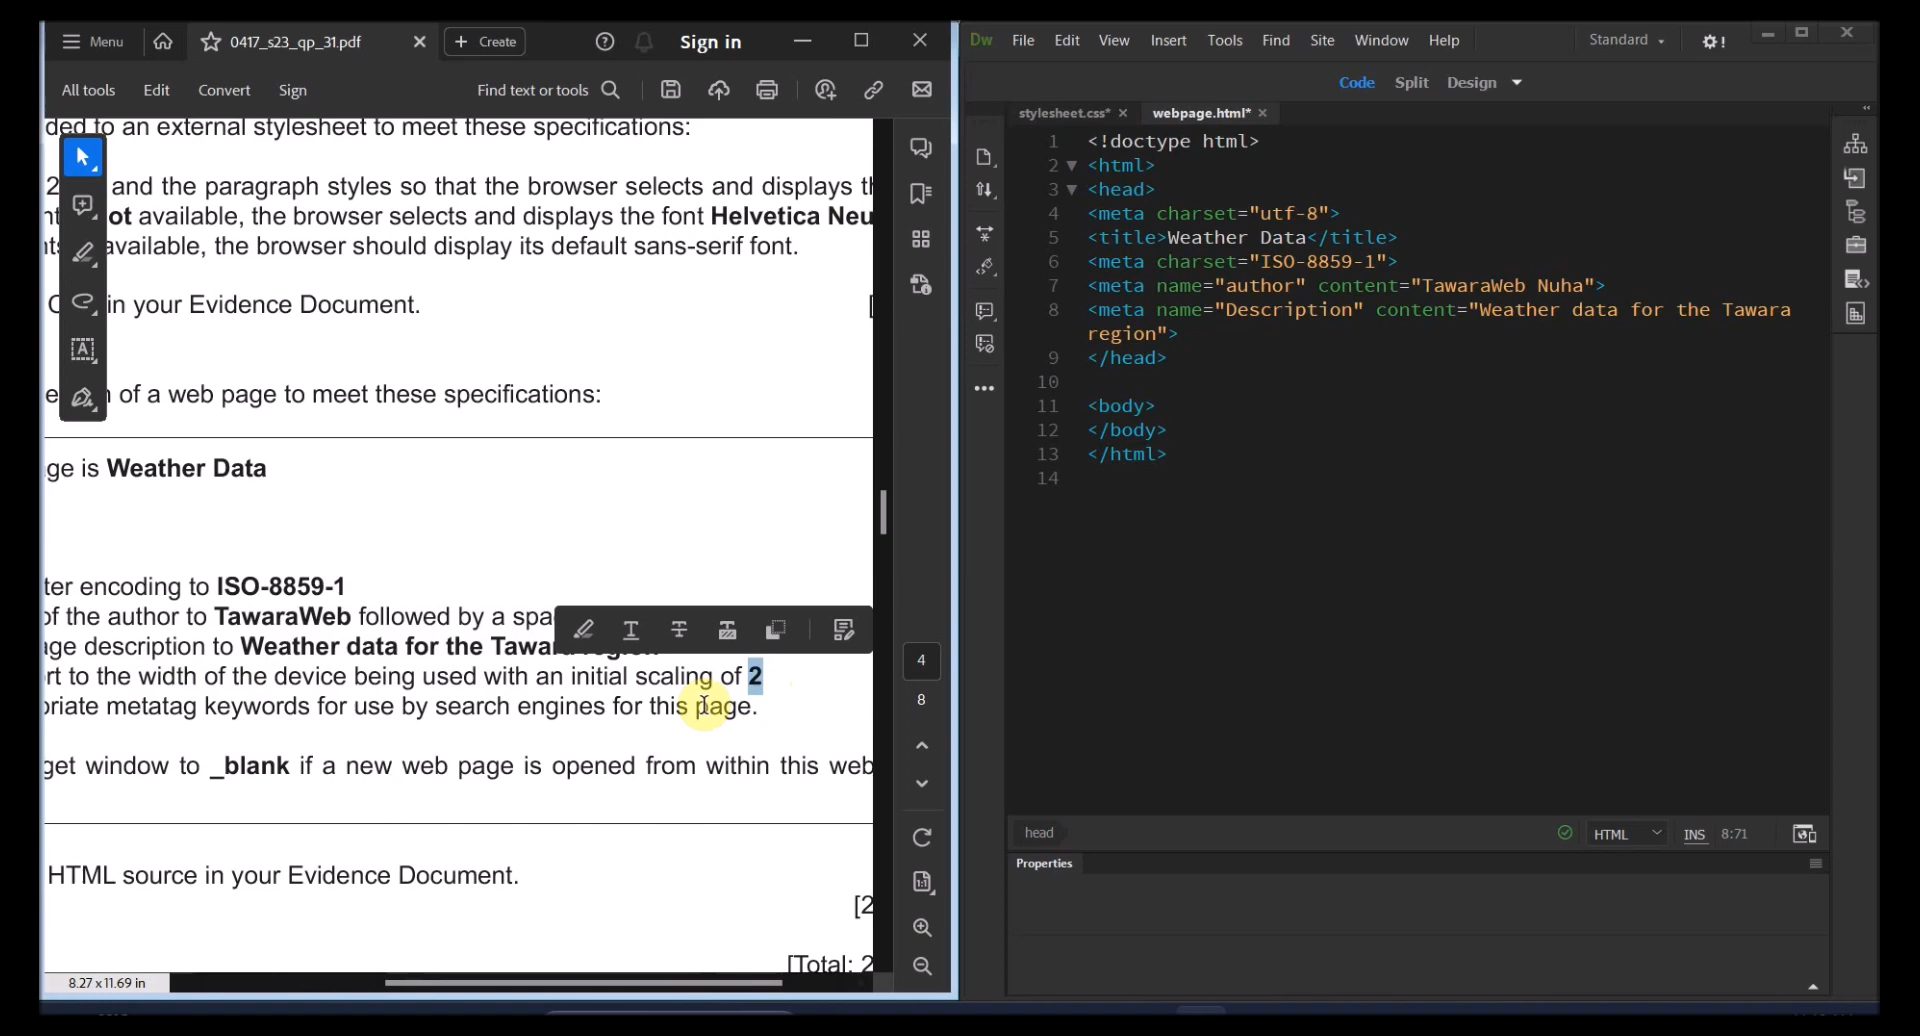 Menu
0417_s23_qp_31.pdf
Create
Sign in
All tools
Edit
Convert
Sign
Find text or tools
ded to an external stylesheet to meet these specifications:
2
and the paragraph styles so that the browser selects and displays
ot available, the browser selects and displays the font Helvetica Neu
available, the browser should display its default sans-serif font.
in your Evidence Document.
of a web page to meet these specifications:
ge is Weather Data
ter encoding to ISO-8859-1
of the author to TawaraWeb followed by a spa
age description to Weather data for the Tawara region
rt to the width of the device being used with an initial scaling of 2
priate metatag keywords for use by search engines for this page.
get window to _blank if a new web page is opened from within this web
HTML source in your Evidence Document.
[2
[Total: 2
8.27 x 11.69 in
4
8
Dw
File
Edit
View
Insert
Tools
Find
Site
Window
Help
Standard
Code
Split
Design
stylesheet.css*
webpage.html*
1 <!doctype html>
2 <html>
3 <head>
4 <meta charset="utf-8">
5 <title>Weather Data</title>
6 <meta charset="ISO-8859-1">
7 <meta name="author" content="TawaraWeb Nuha">
8 <meta name="Description" content="Weather data for the Tawara
region">
9 </head>
10
11 <body>
12 </body>
13 </html>
14
head
HTML
INS
8:71
Properties